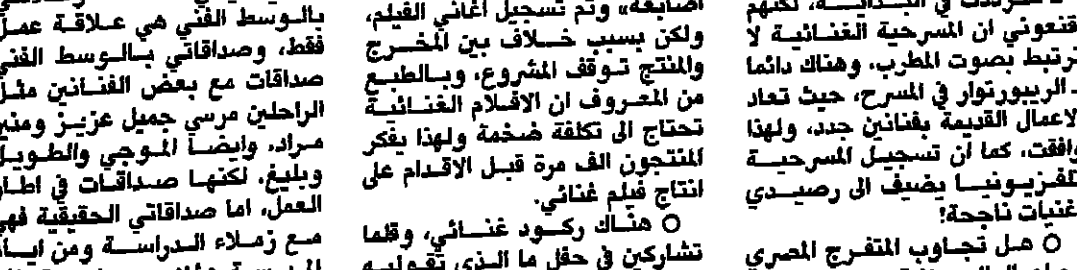 قنعوني ان المسرحية الغنائية لا
ترتبط بصوت المطرب، وهناك دائما
الريبورتوار في المسرح، حيث تعاد
لاعمال القديمة بفنانين جدد، ولهذا
وافقت، كما ان تسجيل المسرحية
تلفزيونيا يضيف الى رصيدي
غنيات ناجحة!
O هل تجاوب المتفرج المصري
اصابعه» وتم تسجيل اغاني الفيلم،
ولكن بسبب خلاف بين المخرج
والمنتج توقف المشروع، وبالطبع
من المعروف ان الافلام الغنائية
تحتاج الى تكلفة ضخمة ولهذا يفكر
المنتجون الف مرة قبل الاقدام على
انتاج فيلم غنائي.
O هناك ركود غنائي، وقلما
تشاركين في حفل ما الذي تقوليه
بالوسط الفني هي علاقة عمل
فقط، وصداقاتي بالوسط الفني
صداقات مع بعض الفنانين مثل
الراحلين مرسي جميل عزيز ومنير
مراد، وايضا الموجي والطويل
وبليغ، لكنها صداقات في اطار
العمل، اما صداقاتي الحقيقية فهي
مع زملاء الدراسة ومن